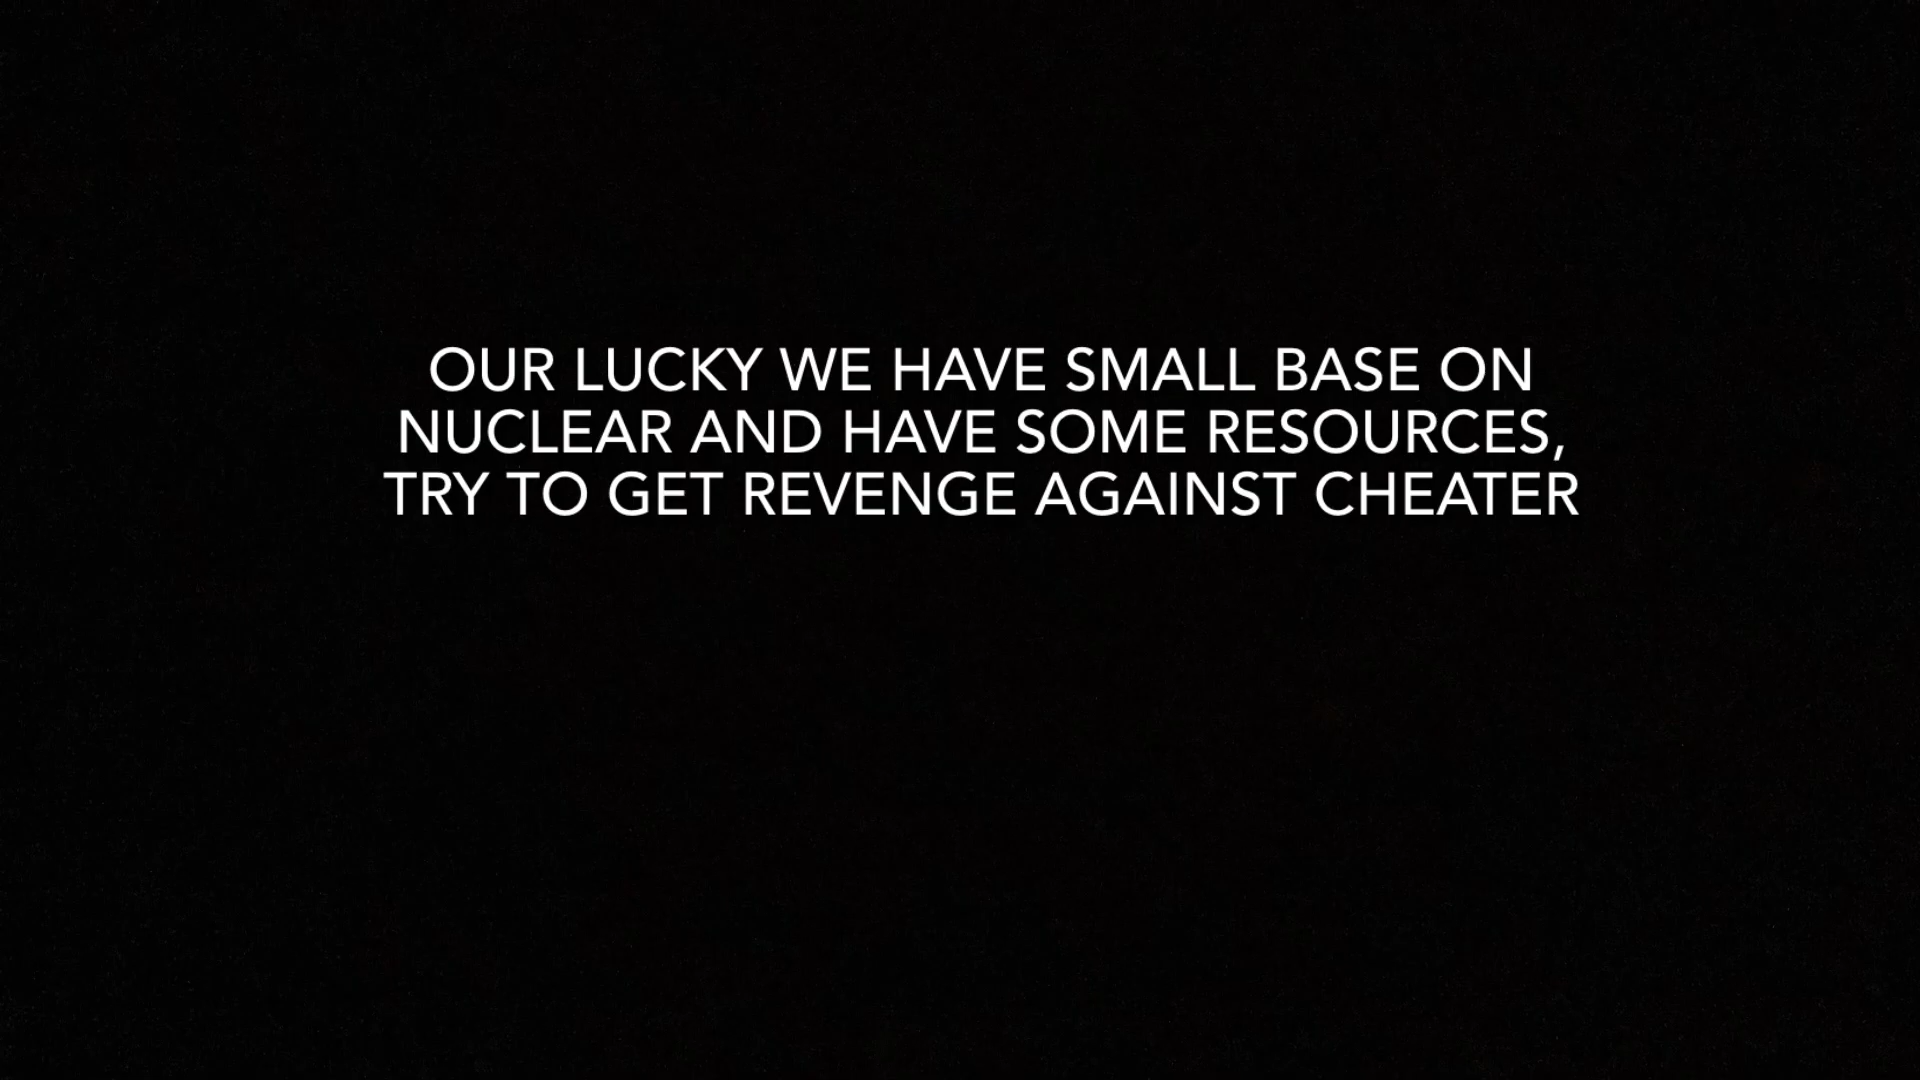 OUR LUCKY WE HAVE SMALL BASE ON
NUCLEAR AND HAVE SOME RESOURCES,
TRY TO GET REVENGE AGAINST CHEATER